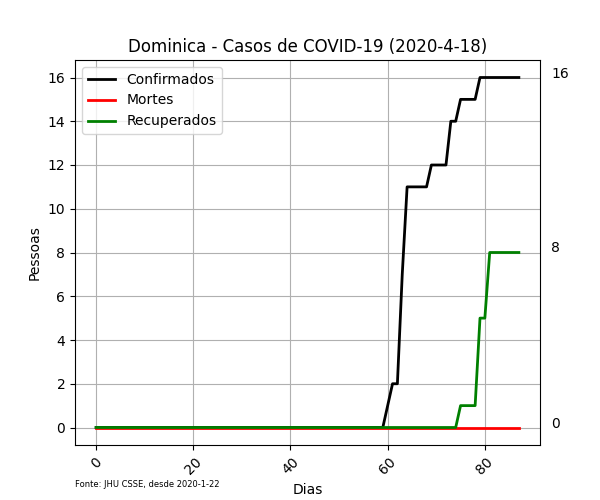 Dominica - Casos de COVID-19 (2020-4-18)
Confirmados
Mortes
Recuperados
16
14
12
10
8
6
4
2
0
Pessoas
16
8
0
0
20
40
60
80
Dias
Fonte: JHU CSSE, desde 2020-1-22